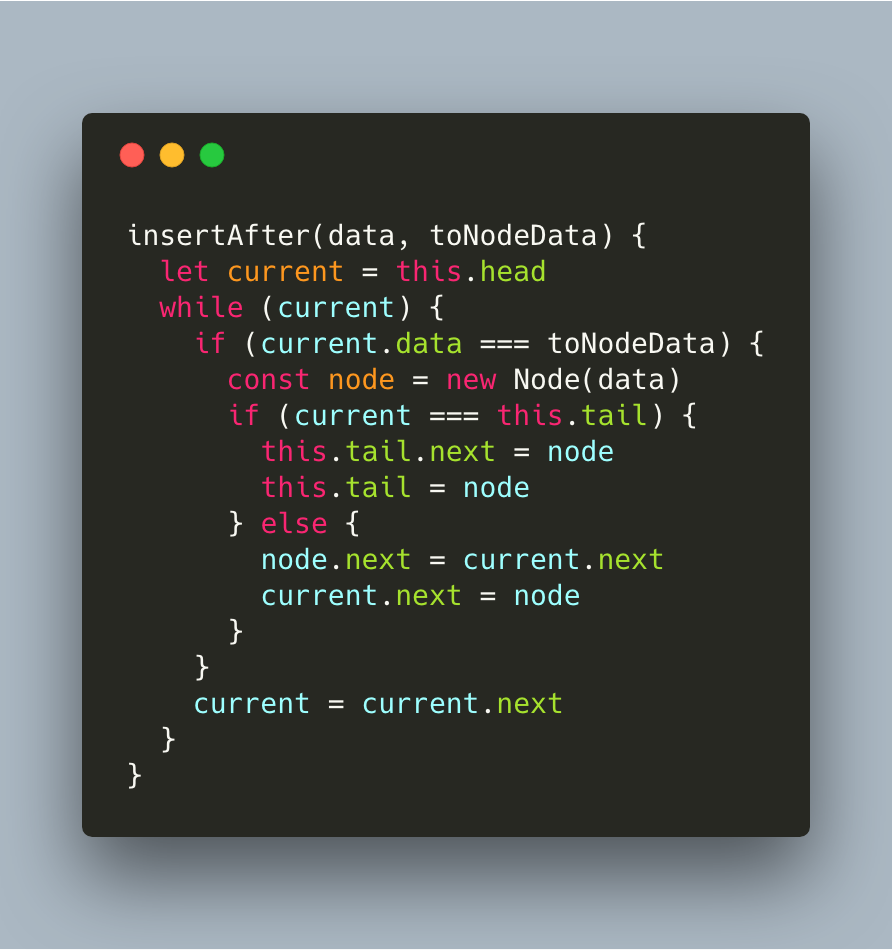 insertAfter(data, toNodeData) {
  let current = this.head
  while (current) {
    if (current.data === toNodeData) {
      const node = new Node(data)
      if (current === this.tail) {
        this.tail.next = node
        this.tail = node
      } else {
        node.next = current.next
        current.next = node
      }
    }
    current = current.next
  }
}